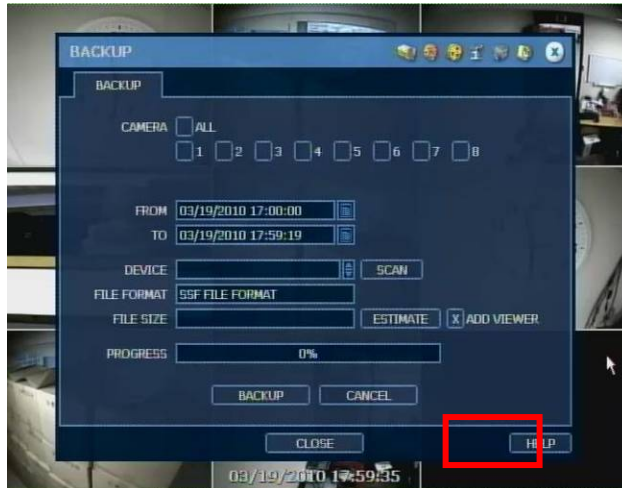 BACKUP
BACKUP
CAMERA ALL
1 2 3 4 5 6 7 8
FROM 03/19/2010 17:00:00
TO 03/19/2010 17:59:19
DEVICE SCAN
FILE FORMAT SSF FILE FORMAT
FILE SIZE ESTIMATE X ADD VIEWER
PROGRESS 0%
BACKUP CANCEL
CLOSE HELP
03/19/2010 17:59:35